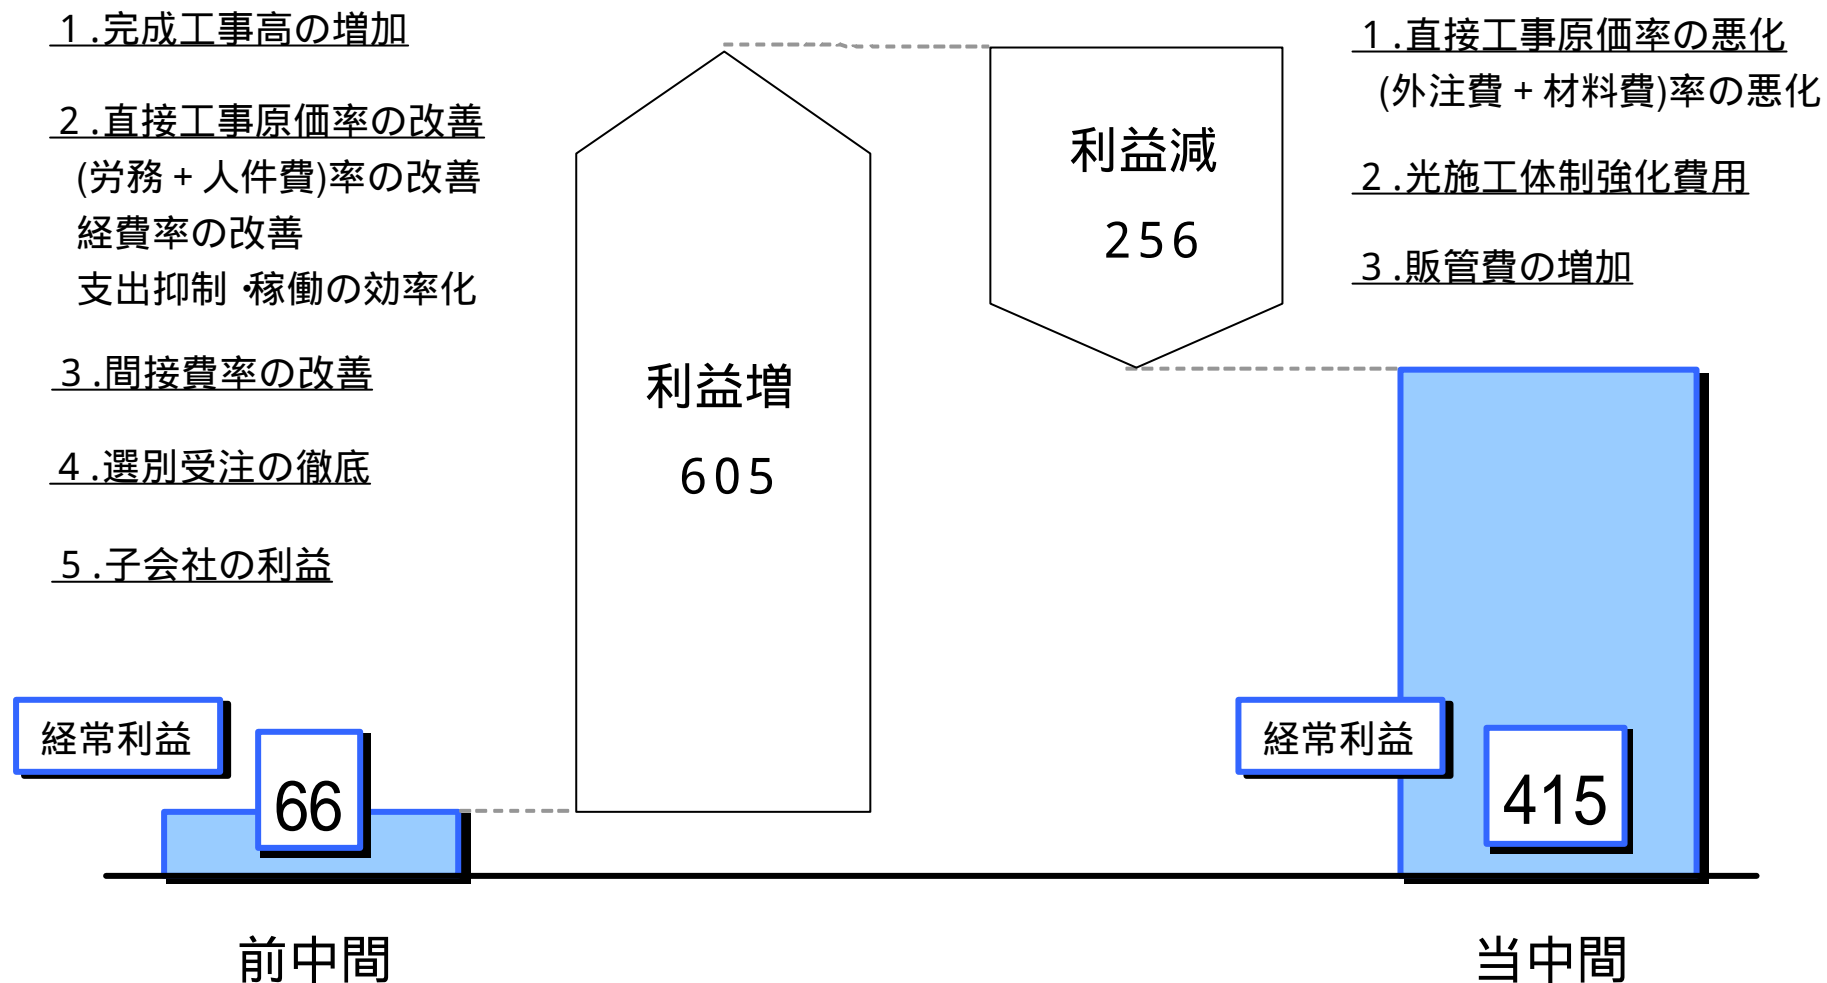 1.完成工事高の増加
2.直接工事原価率の改善
(労務+人件費)率の改善
経費率の改善
支出抑制・稼働の効率化
3.間接費率の改善
4.選別受注の徹底
5.子会社の利益
利益増
605
利益減
256
1.直接工事原価率の悪化
(外注費+材料費)率の悪化
2.光施工体制強化費用
3.販管費の増加
経常利益
66
経常利益
415
前中間
当中間